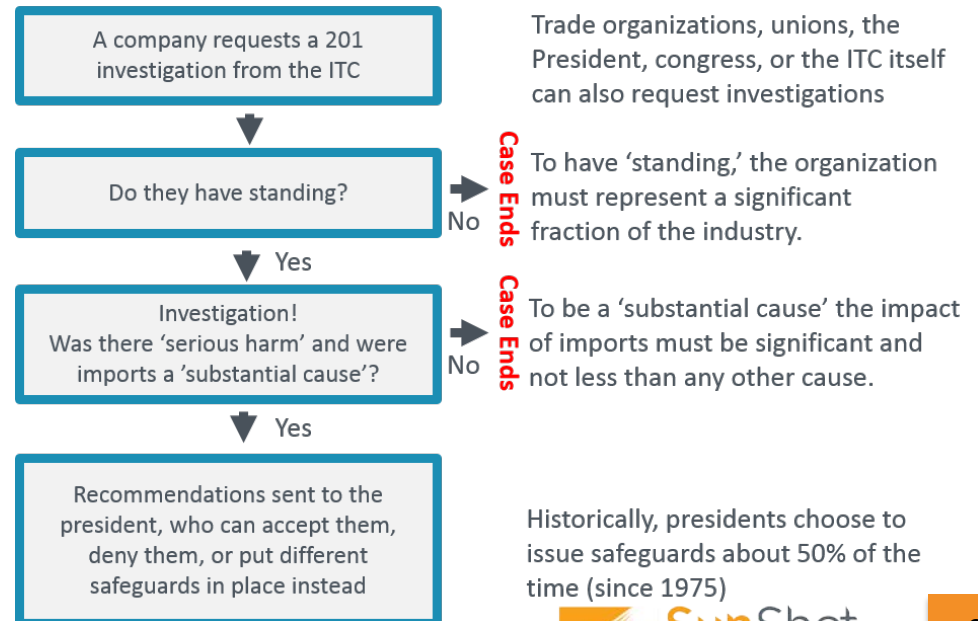 A company requests a 201
investigation from the ITC
Trade organizations, unions, the
President, congress, or the ITC itself
can also request investigations
Do they have standing?
No
Case Ends
To have ‘standing,’ the organization
must represent a significant
fraction of the industry.
Yes
Investigation!
Was there ‘serious harm’ and were
imports a ’substantial cause’?
No
Case Ends
To be a ‘substantial cause’ the impact
of imports must be significant and
not less than any other cause.
Yes
Recommendations sent to the
president, who can accept them,
deny them, or put different
safeguards in place instead
Historically, presidents choose to
issue safeguards about 50% of the
time (since 1975)
SunShot